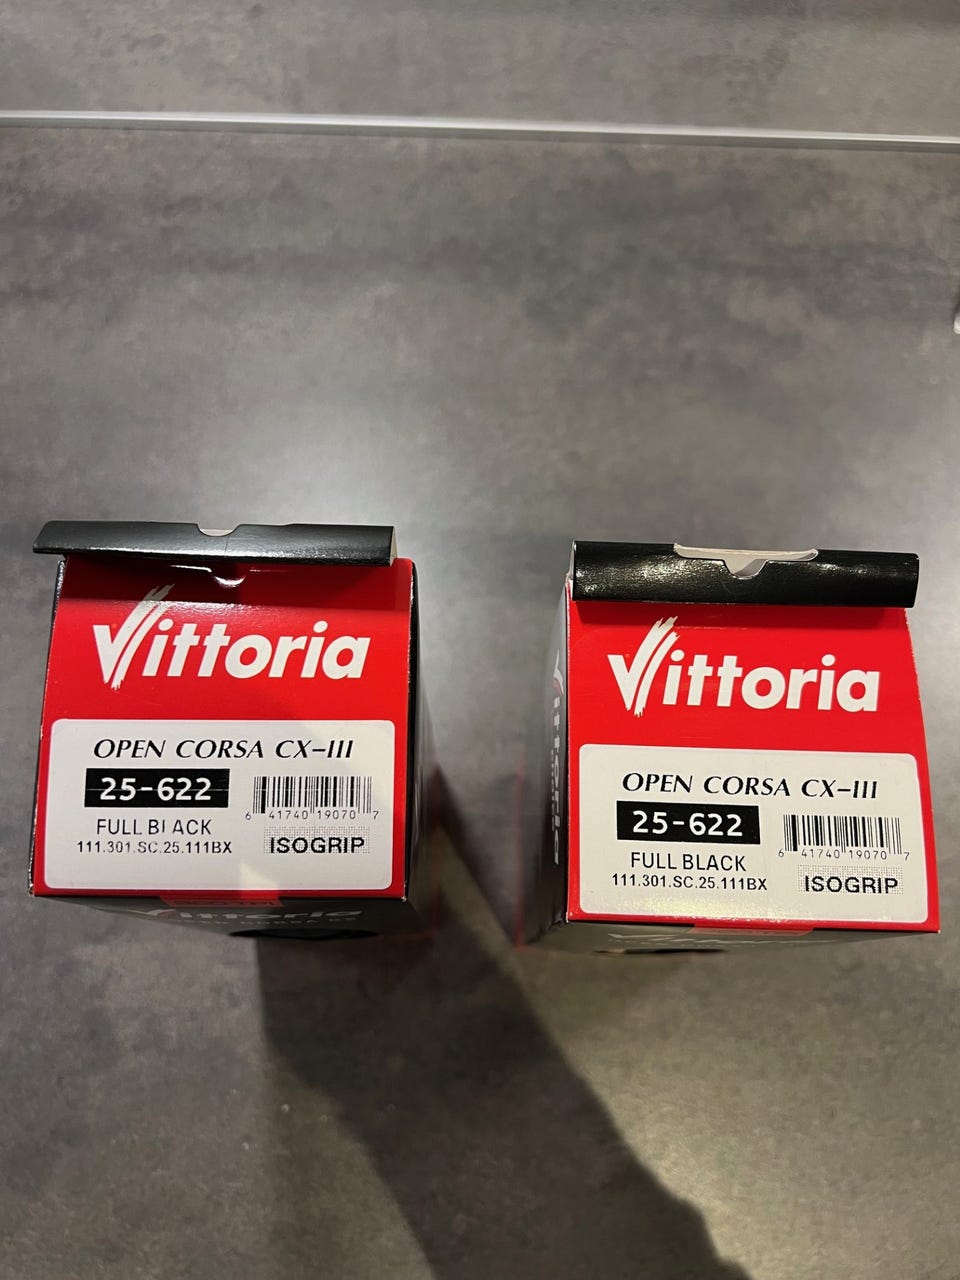 Vittoria
OPEN CORSA CX-III
25-622
FULL BLACK
111.301.SC.25.111BX
6 41740 19070 7
ISOGRIP
Vittoria
Vittoria
OPEN CORSA CX-III
25-622
FULL BLACK
111.301.SC.25.111BX
6 41740 19070 7
ISOGRIP
Vittoria